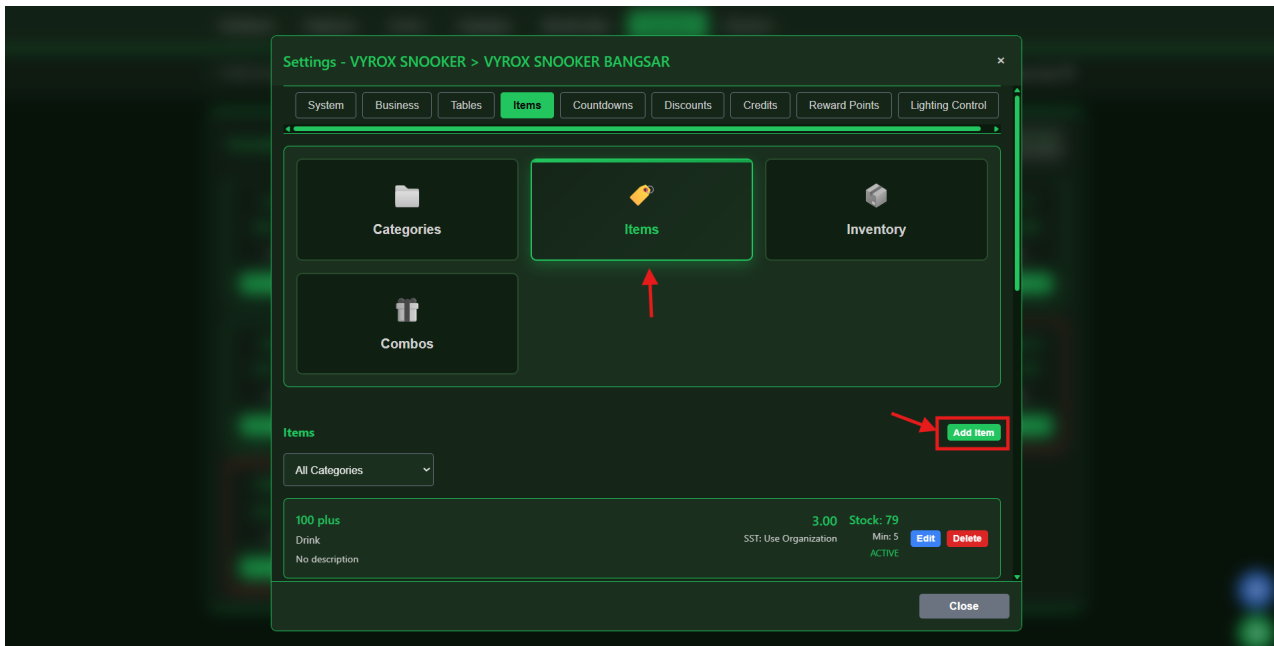 Settings - VYROX SNOOKER > VYROX SNOOKER BANGSAR ×
System Business Tables Items Countdowns Discounts Credits Reward Points Lighting Control
Categories Items Inventory
Combos
Items Add Item
All Categories
100 plus 3.00 Stock: 79
Drink SST: Use Organization Min: 5 Edit Delete
No description ACTIVE
Close